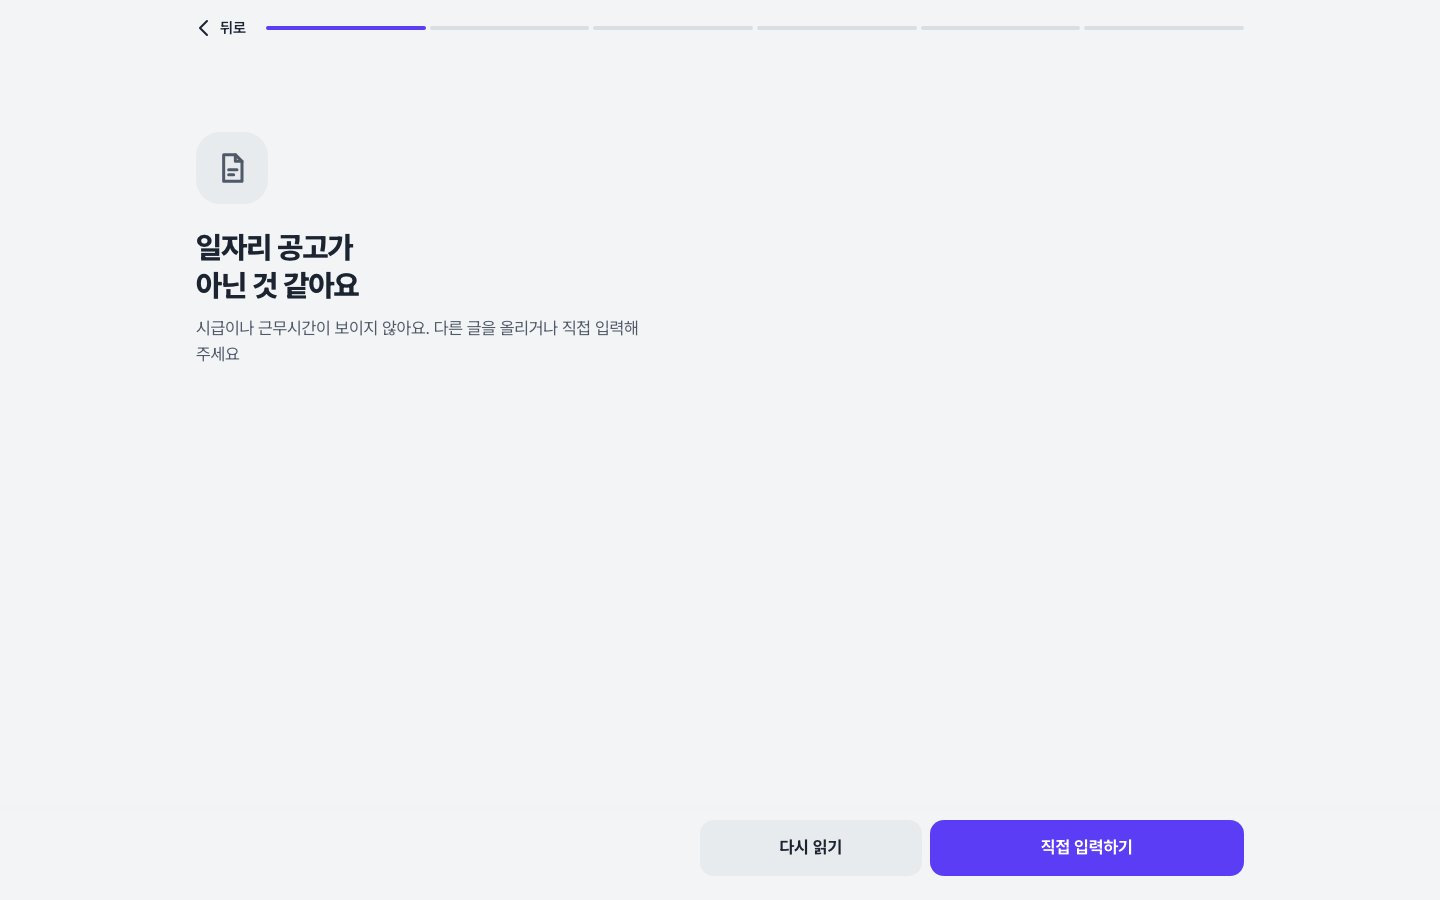 뒤로
일자리 공고가
아닌 것 같아요
시급이나 근무시간이 보이지 않아요. 다른 글을 올리거나 직접 입력해
주세요
다시 읽기
직접 입력하기